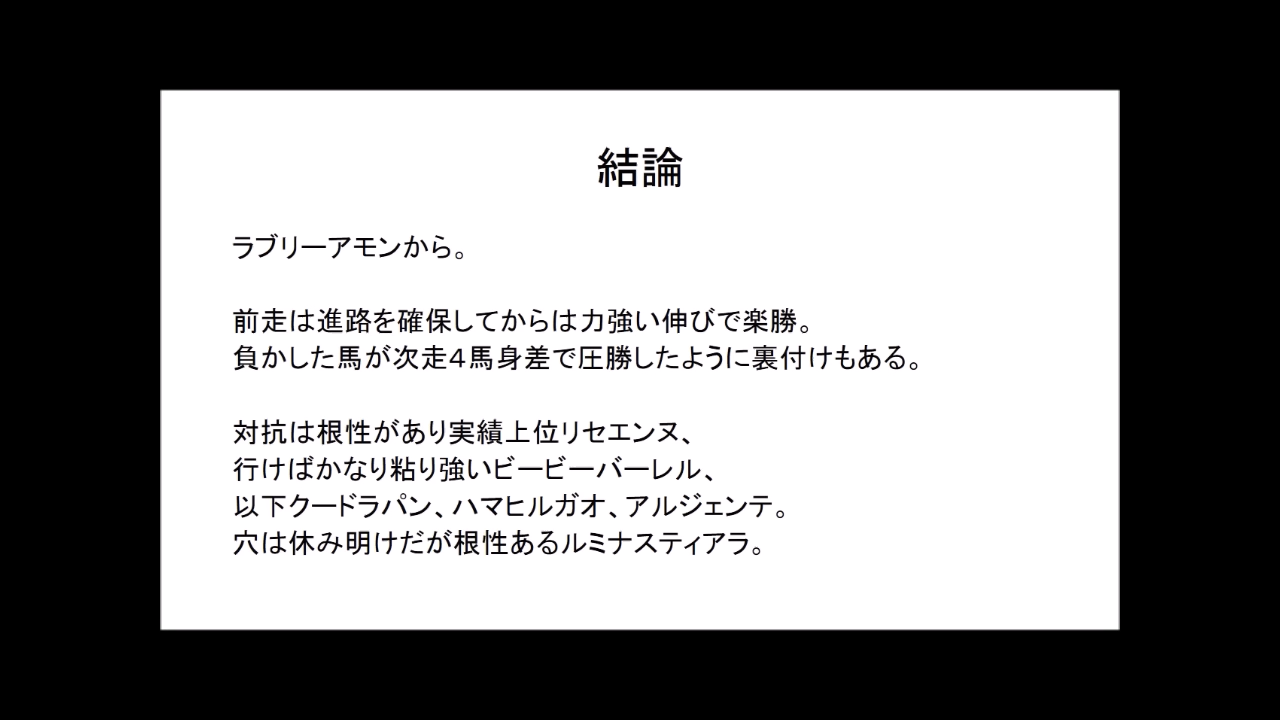 結論
ラブリーアモンから。
前走は進路を確保してからは力強い伸びで楽勝。
負かした馬が次走４馬身差で圧勝したように裏付けもある。
対抗は根性があり実績上位リセエンヌ、
行けばかなり粘り強いビービーバーレル、
以下クードラパン、ハマヒルガオ、アルジェンテ。
穴は休み明けだが根性あるルミナスティアラ。